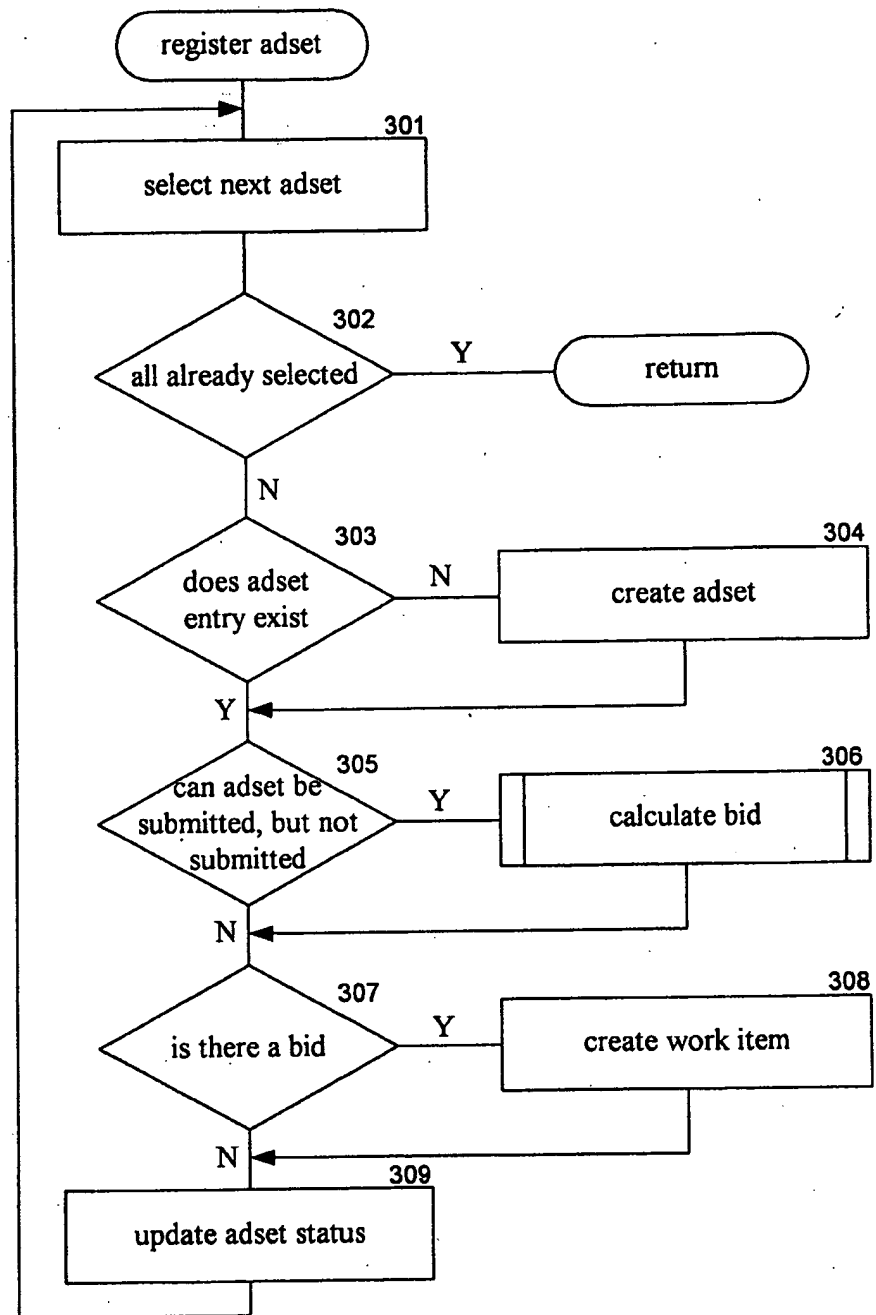 register adset
301
select next adset
302
all already selected
Y
return
N
303
does adset
entry exist
N
304
create adset
Y
305
can adset be
submitted, but not
submitted
Y
306
calculate bid
N
307
is there a bid
Y
308
create work item
N
309
update adset status